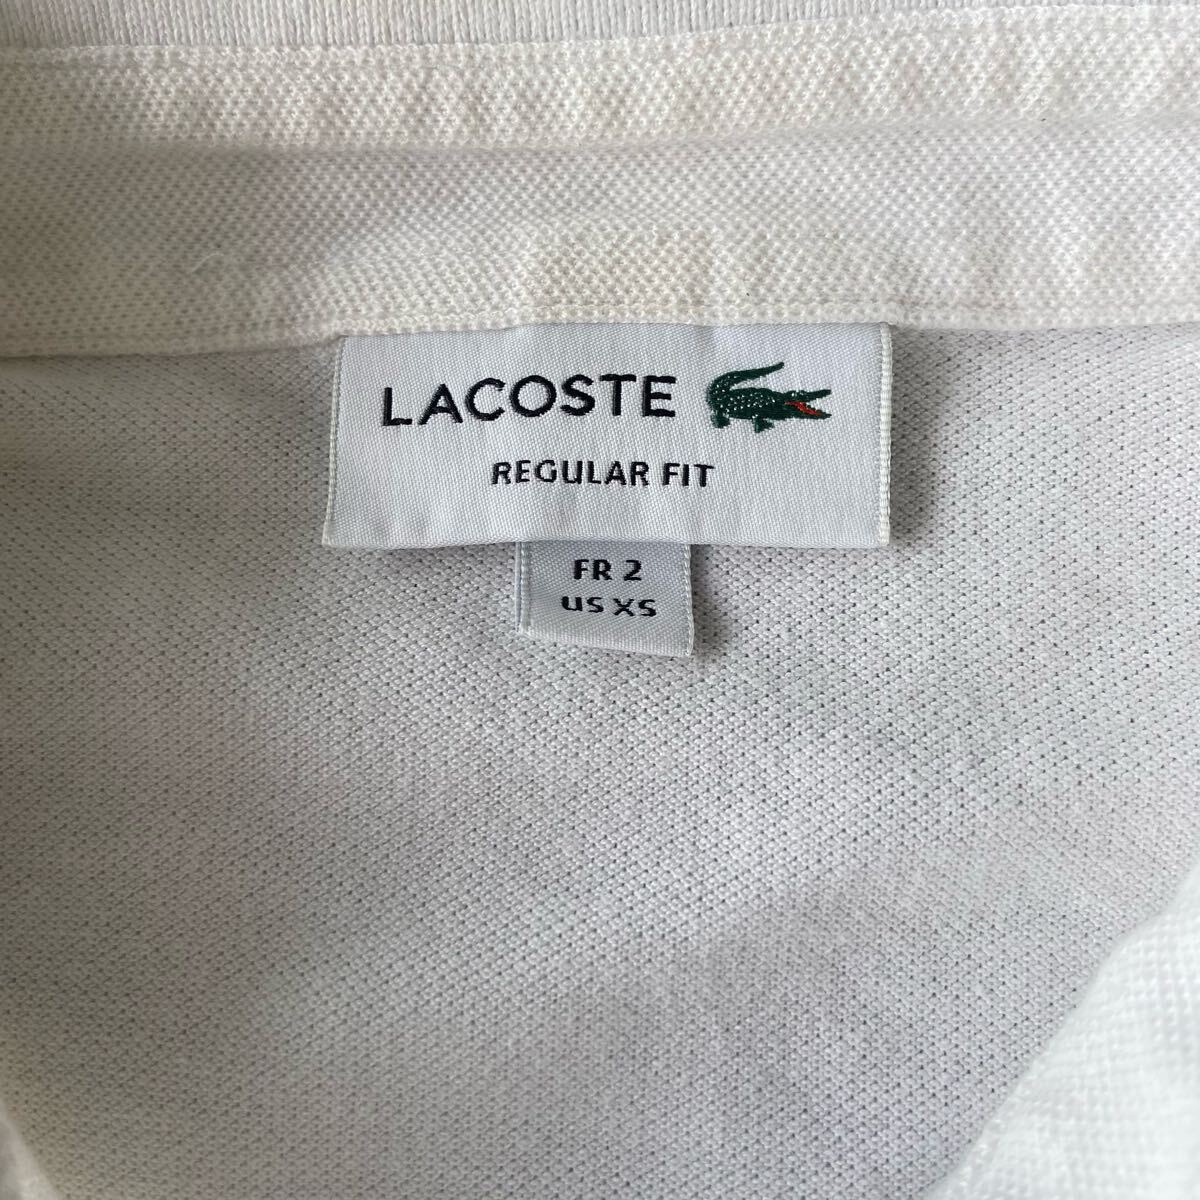 LACOSTE
REGULAR FIT
FR 2
US XS